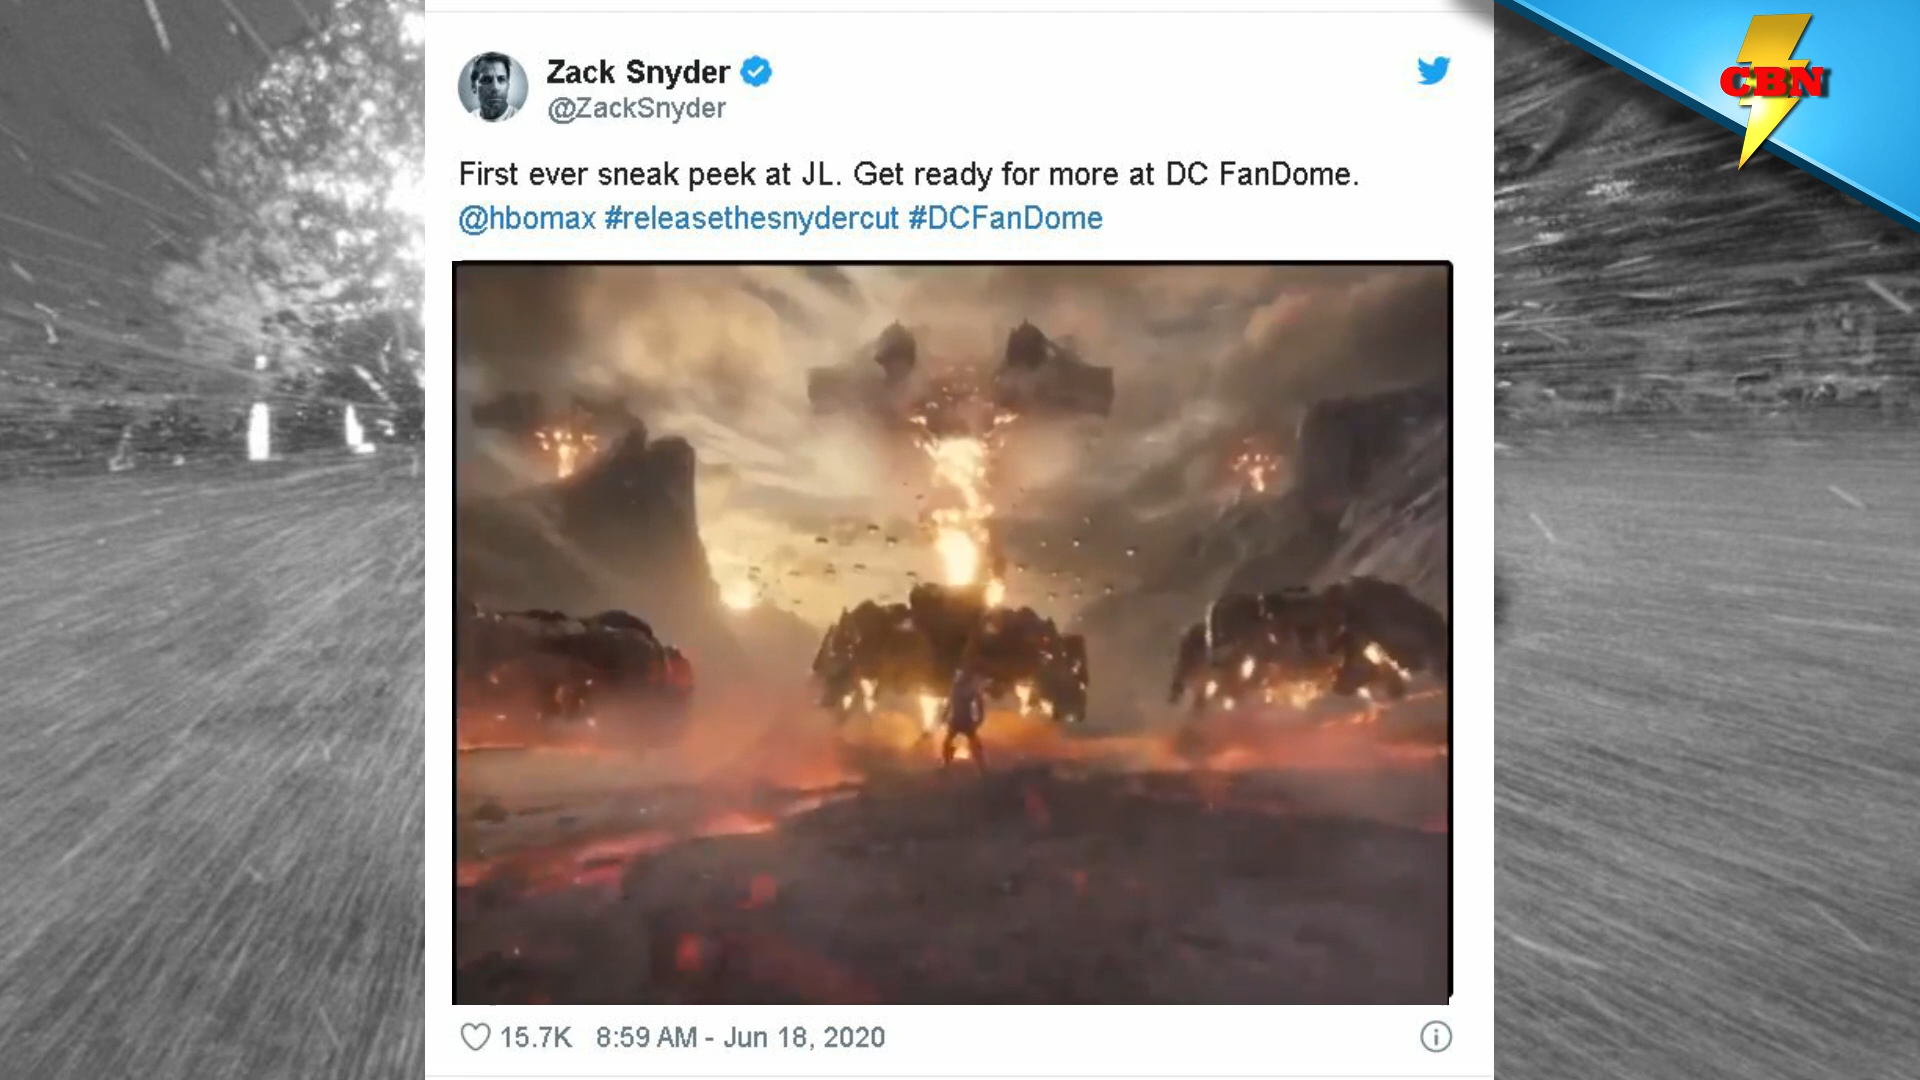 Zack Snyder
@ZackSnyder
CBN
First ever sneak peek at JL. Get ready for more at DC FanDome.
@hbomax #releasethesnydercut #DCFanDome
15.7K 8:59 AM - Jun 18, 2020